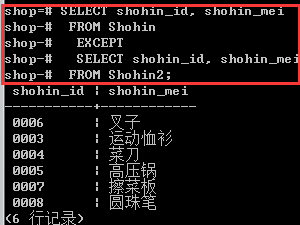 shop=# SELECT shohin_id, shohin_mei
shop-#  FROM Shohin
shop-#   EXCEPT
shop-#   SELECT shohin_id, shohin_mei
shop-#  FROM Shohin2;
shohin_id | shohin_mei
-----------+------------
0006 | 叉子
0003 | 运动恤衫
0004 | 菜刀
0005 | 高压锅
0007 | 擦菜板
0008 | 圆珠笔
(6 行记录)